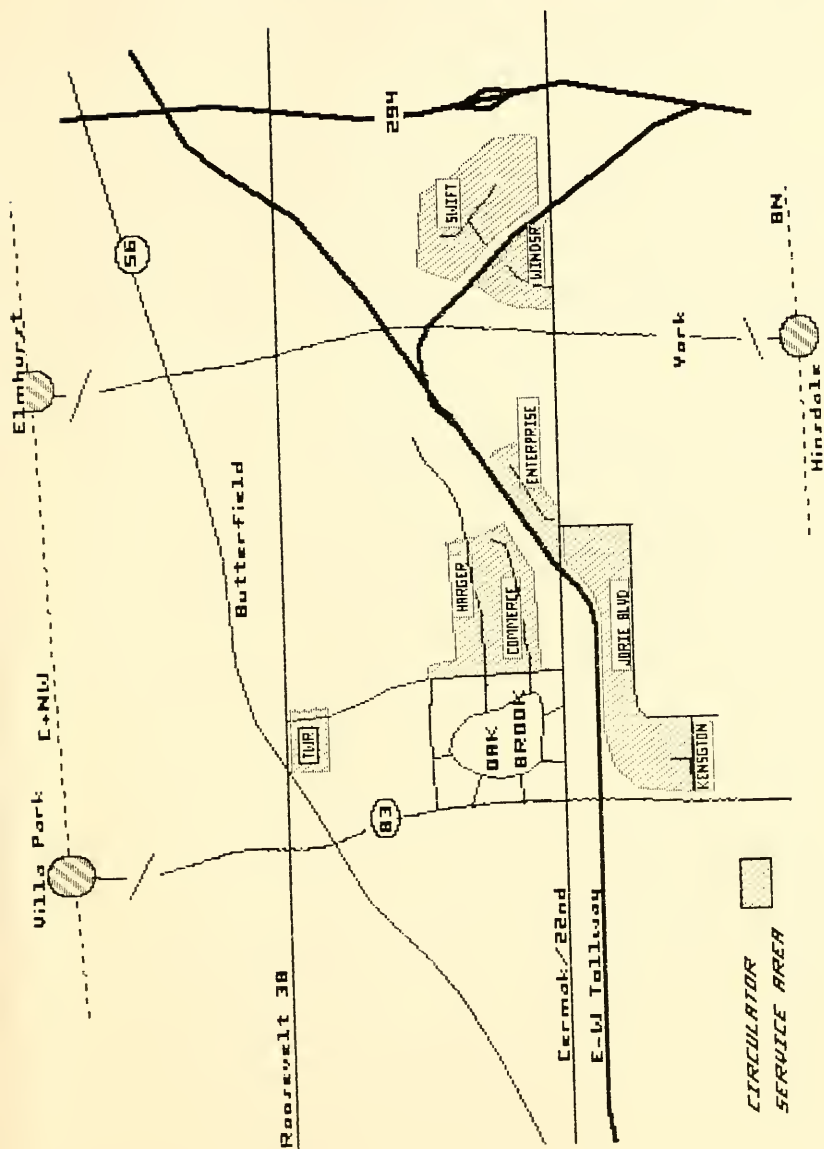 Villa Park
C+NW
Elmhurst
56
Butterfield
Roosevelt 38
TWR
83
294
HARGER
COMMERCE
OAK
BROOK
ENTERPRISE
SWIFT
WINDSR
Cermak/22nd
E-W Tollway
JORIE BLVD
KENSGTON
York
BN
Hinsdale
CIRCULATOR
SERVICE AREA